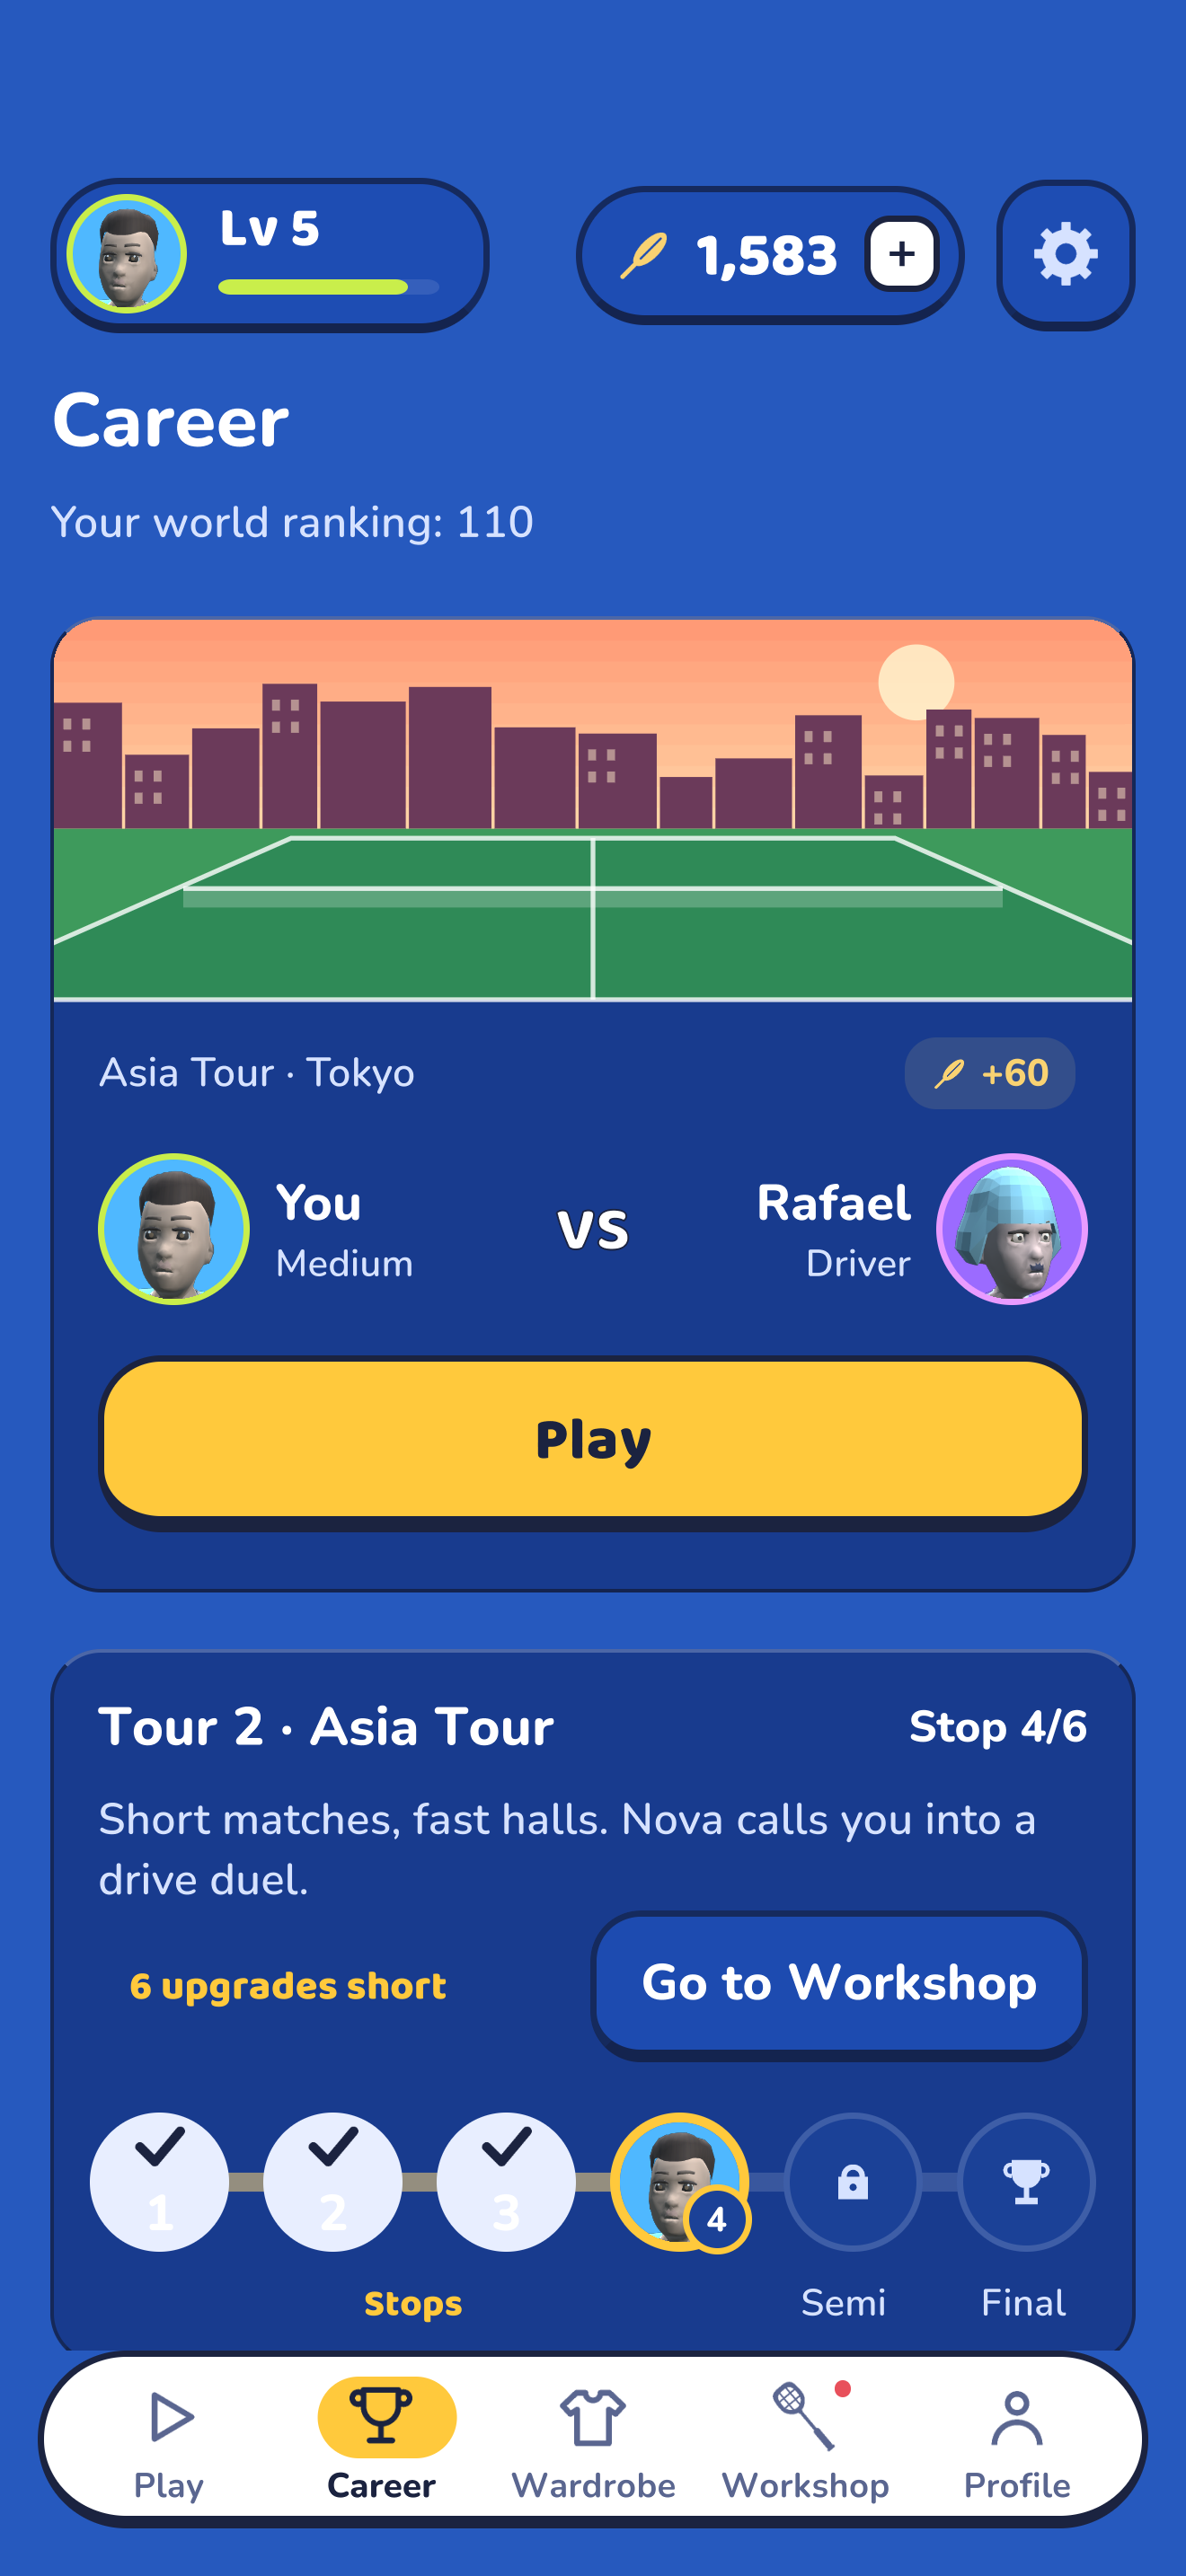 Lv 5
1,583
+
Career
Your world ranking: 110
Asia Tour · Tokyo
+60
You
Medium
VS
Rafael
Driver
Play
Tour 2 · Asia Tour
Stop 4/6
Short matches, fast halls. Nova calls you into a
drive duel.
6 upgrades short
Go to Workshop
1
2
3
4
Stops
Semi
Final
Play
Career
Wardrobe
Workshop
Profile